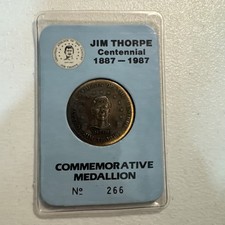 JIM THORPE
Centennial
1887 — 1987
COMMEMORATIVE
MEDALLION
Nº 266